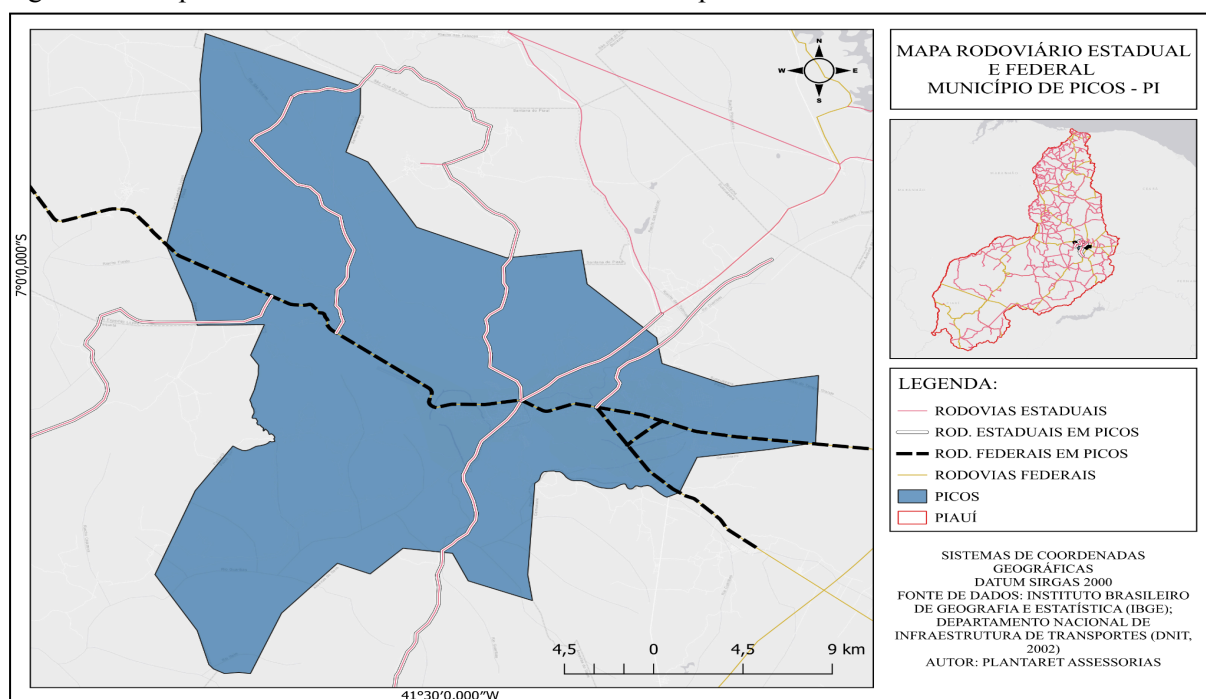 MAPA RODOVIÁRIO ESTADUAL
E FEDERAL
MUNICÍPIO DE PICOS - PI
N
W
E
S
7°0'0,000"S
41°30'0,000"W
4,5
0
4,5
9 km
LEGENDA:
RODOVIAS ESTADUAIS
ROD. ESTADUAIS EM PICOS
ROD. FEDERAIS EM PICOS
RODOVIAS FEDERAIS
PICOS
PIAUÍ
SISTEMAS DE COORDENADAS
GEOGRÁFICAS
DATUM SIRGAS 2000
FONTE DE DADOS: INSTITUTO BRASILEIRO
DE GEOGRAFIA E ESTATÍSTICA (IBGE);
DEPARTAMENTO NACIONAL DE
INFRAESTRUTURA DE TRANSPORTES (DNIT,
2002)
AUTOR: PLANTARET ASSESSORIAS